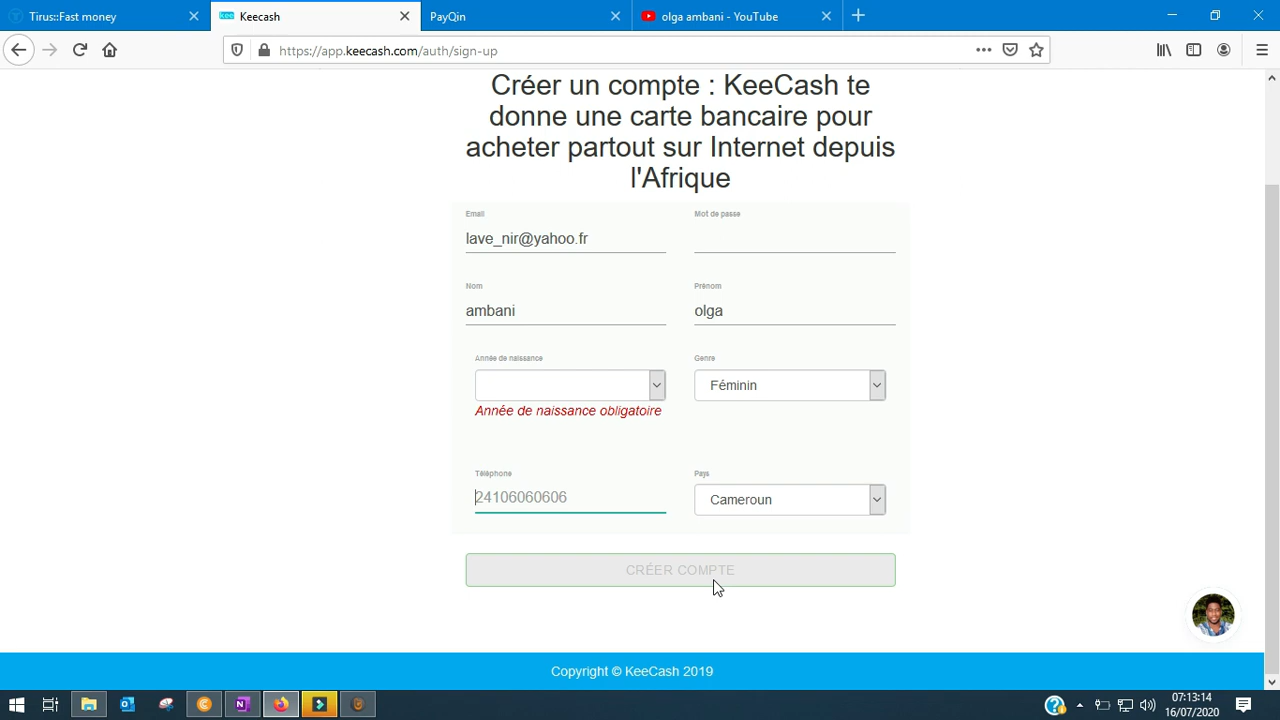 Tirus::Fast money
Keecash
PayQin
olga ambani - YouTube
https://app.keecash.com/auth/sign-up
Créer un compte : KeeCash te
donne une carte bancaire pour
acheter partout sur Internet depuis
l'Afrique
Email
Mot de passe
lave_nir@yahoo.fr
Nom
Prénom
ambani
olga
Année de naissance
Genre
Féminin
Année de naissance obligatoire
Téléphone
Pays
24106060606
Cameroun
CRÉER COMPTE
Copyright © KeeCash 2019
07:13:14
16/07/2020